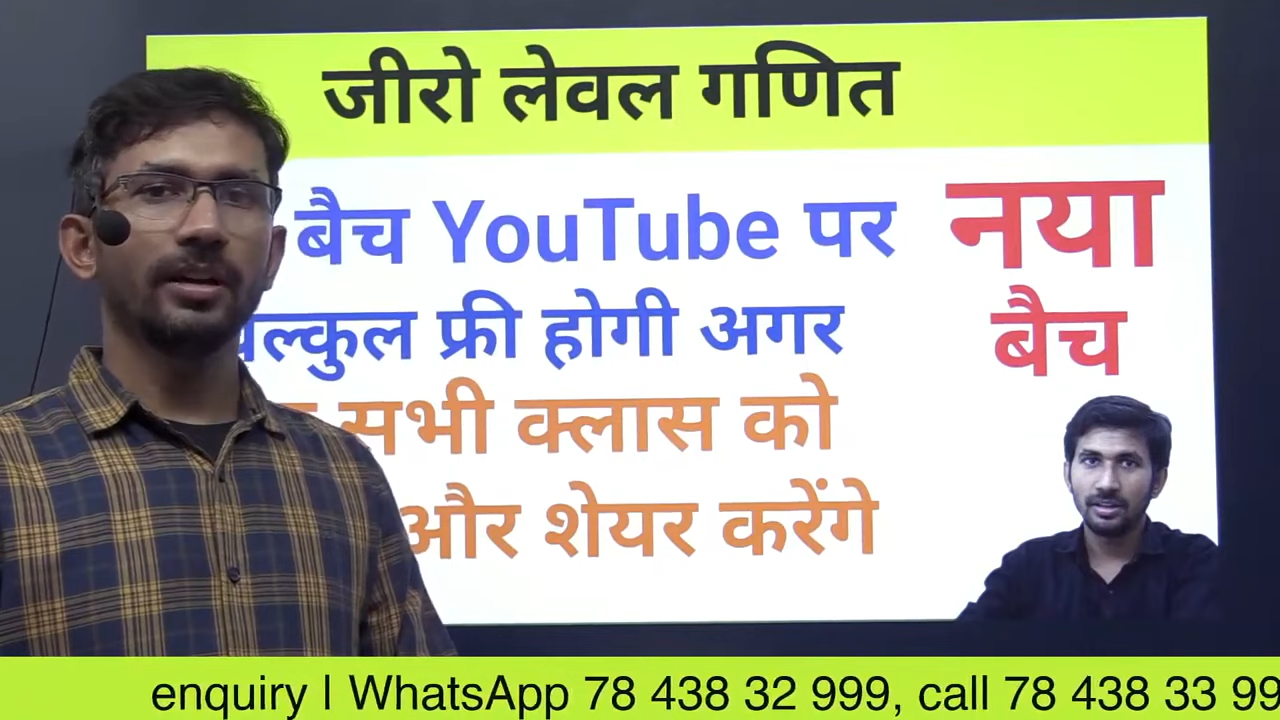 जीरो लेवल गणित
बैच YouTube पर
फ्री होगी अगर
सभी क्लास को
और शेयर करेंगे
नया
बैच
enquiry l WhatsApp 78 438 32 999, call 78 438 33 99